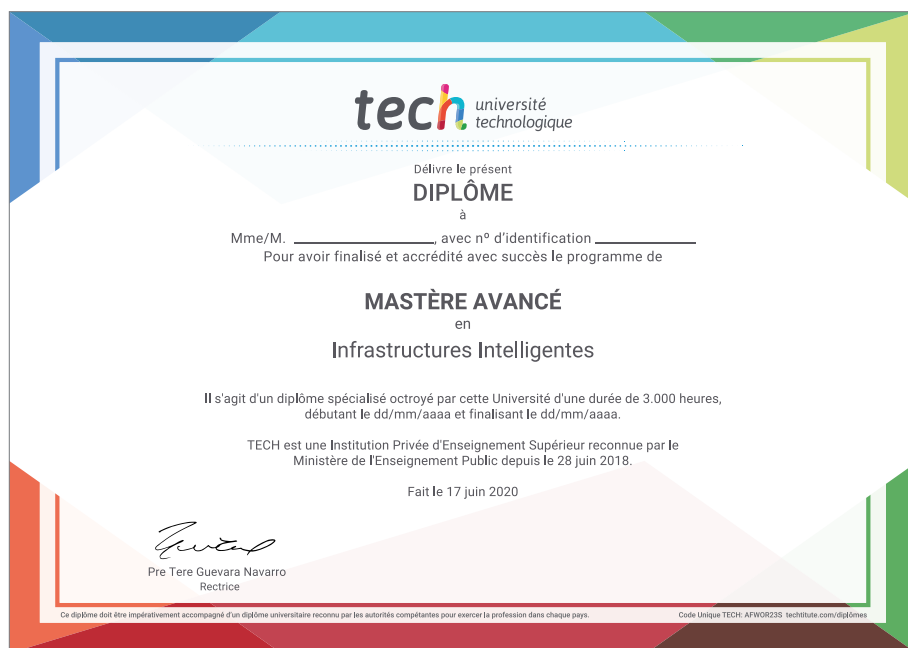 tech université
technologique
Délivre le présent
DIPLÔME
à
Mme/M. ____________________, avec nº d'identification ______________
Pour avoir finalisé et accrédité avec succès le programme de
MASTÈRE AVANCÉ
en
Infrastructures Intelligentes
Il s'agit d'un diplôme spécialisé octroyé par cette Université d'une durée de 3.000 heures,
débutant le dd/mm/aaaa et finalisant le dd/mm/aaaa.
TECH est une Institution Privée d'Enseignement Supérieur reconnue par le
Ministère de l'Enseignement Public depuis le 28 juin 2018.
Fait le 17 juin 2020
Pre Tere Guevara Navarro
Rectrice
Ce diplôme doit être impérativement accompagné d'un diplôme universitaire reconnu par les autorités compétantes pour exercer la profession dans chaque pays.
Code Unique TECH: AFWOR23S techtitute.com/diplômes